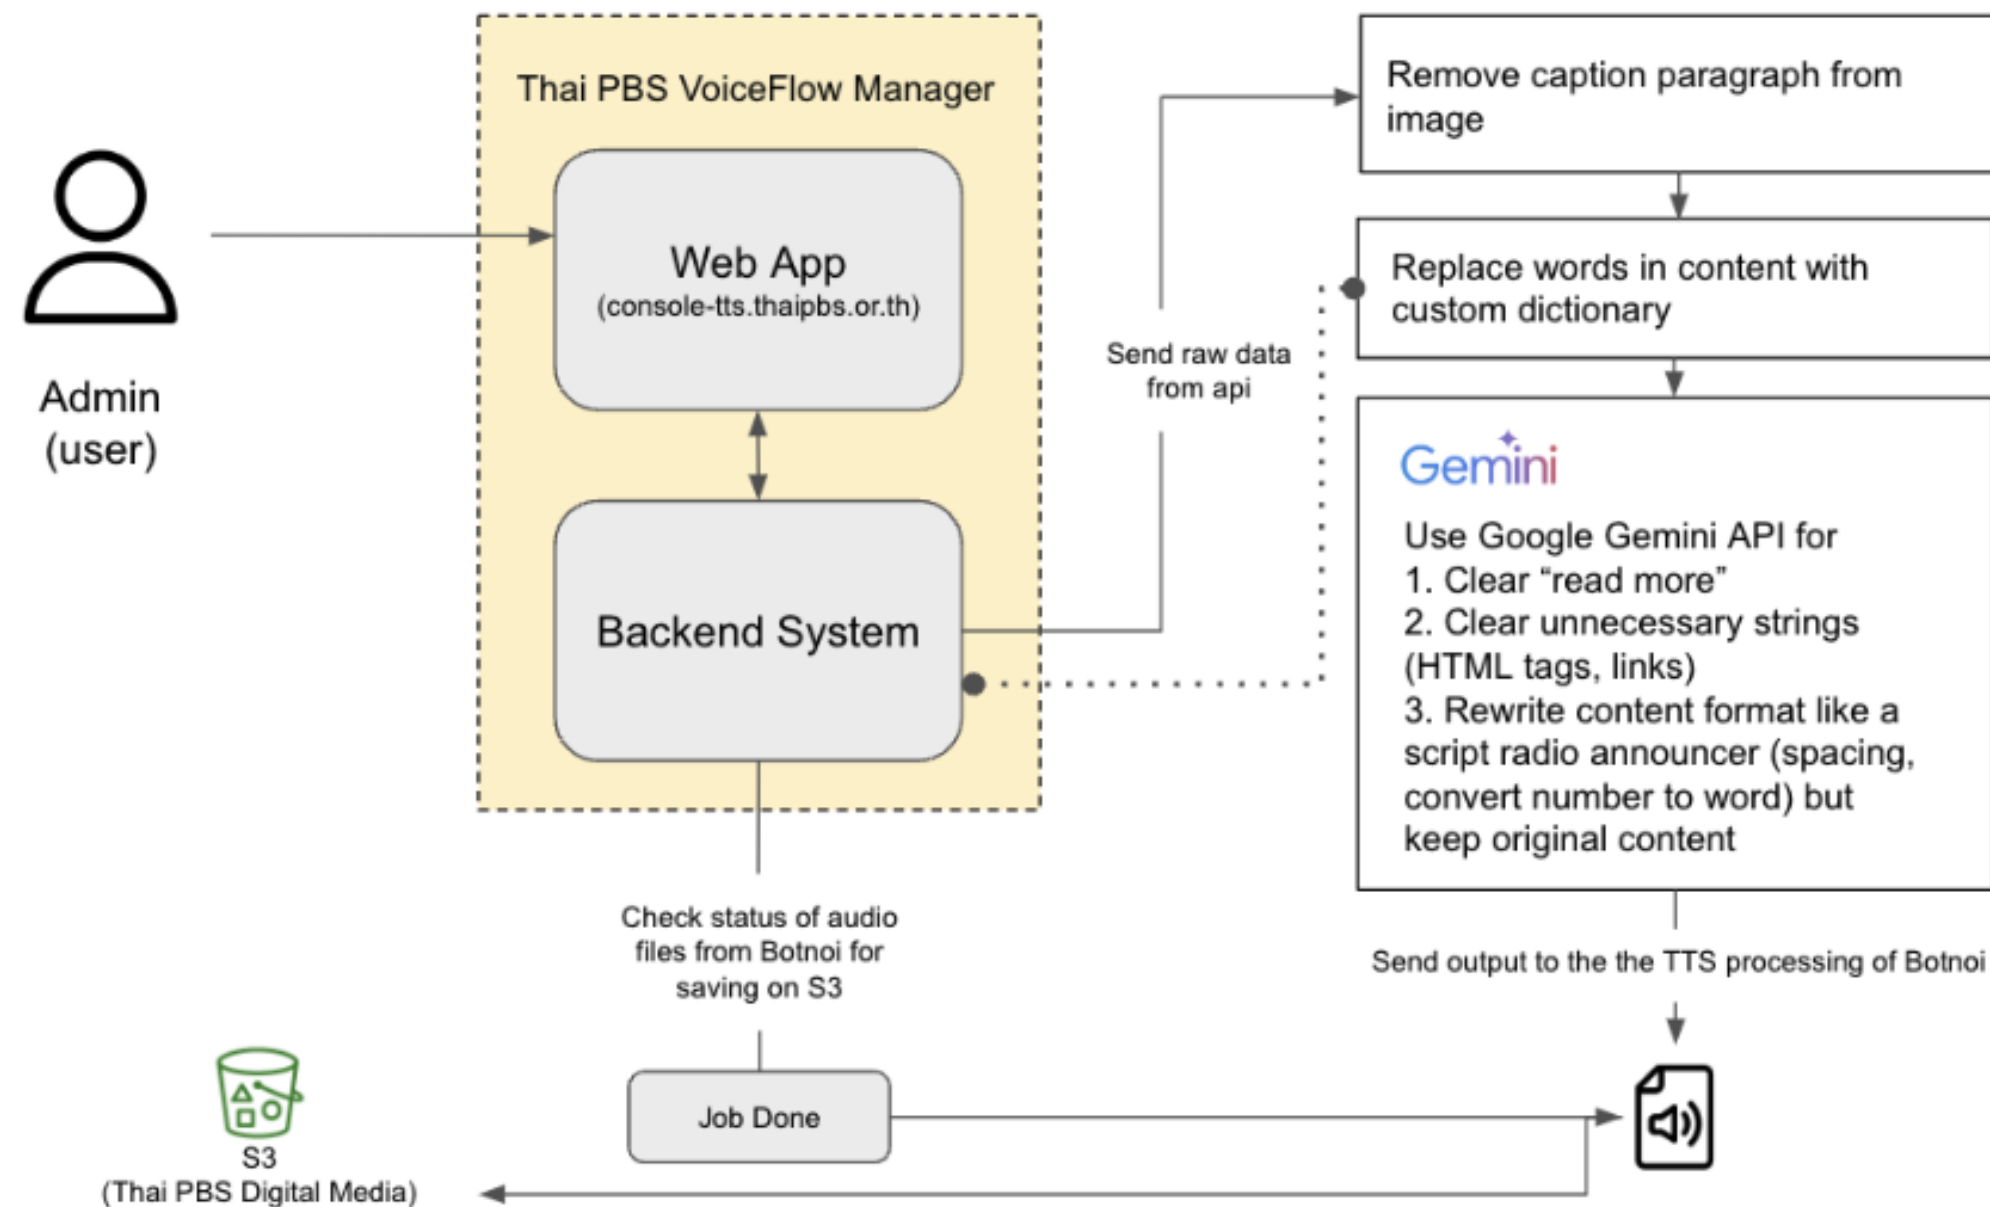 Thai PBS VoiceFlow Manager
Web App
(console-tts.thaipbs.or.th)
Backend System
Admin
(user)
Send raw data
from api
Remove caption paragraph from
image
Replace words in content with
custom dictionary
Gemini
Use Google Gemini API for
1. Clear “read more”
2. Clear unnecessary strings
(HTML tags, links)
3. Rewrite content format like a
script radio announcer (spacing,
convert number to word) but
keep original content
Send output to the the TTS processing of Botnoi
Check status of audio
files from Botnoi for
saving on S3
Job Done
S3
(Thai PBS Digital Media)